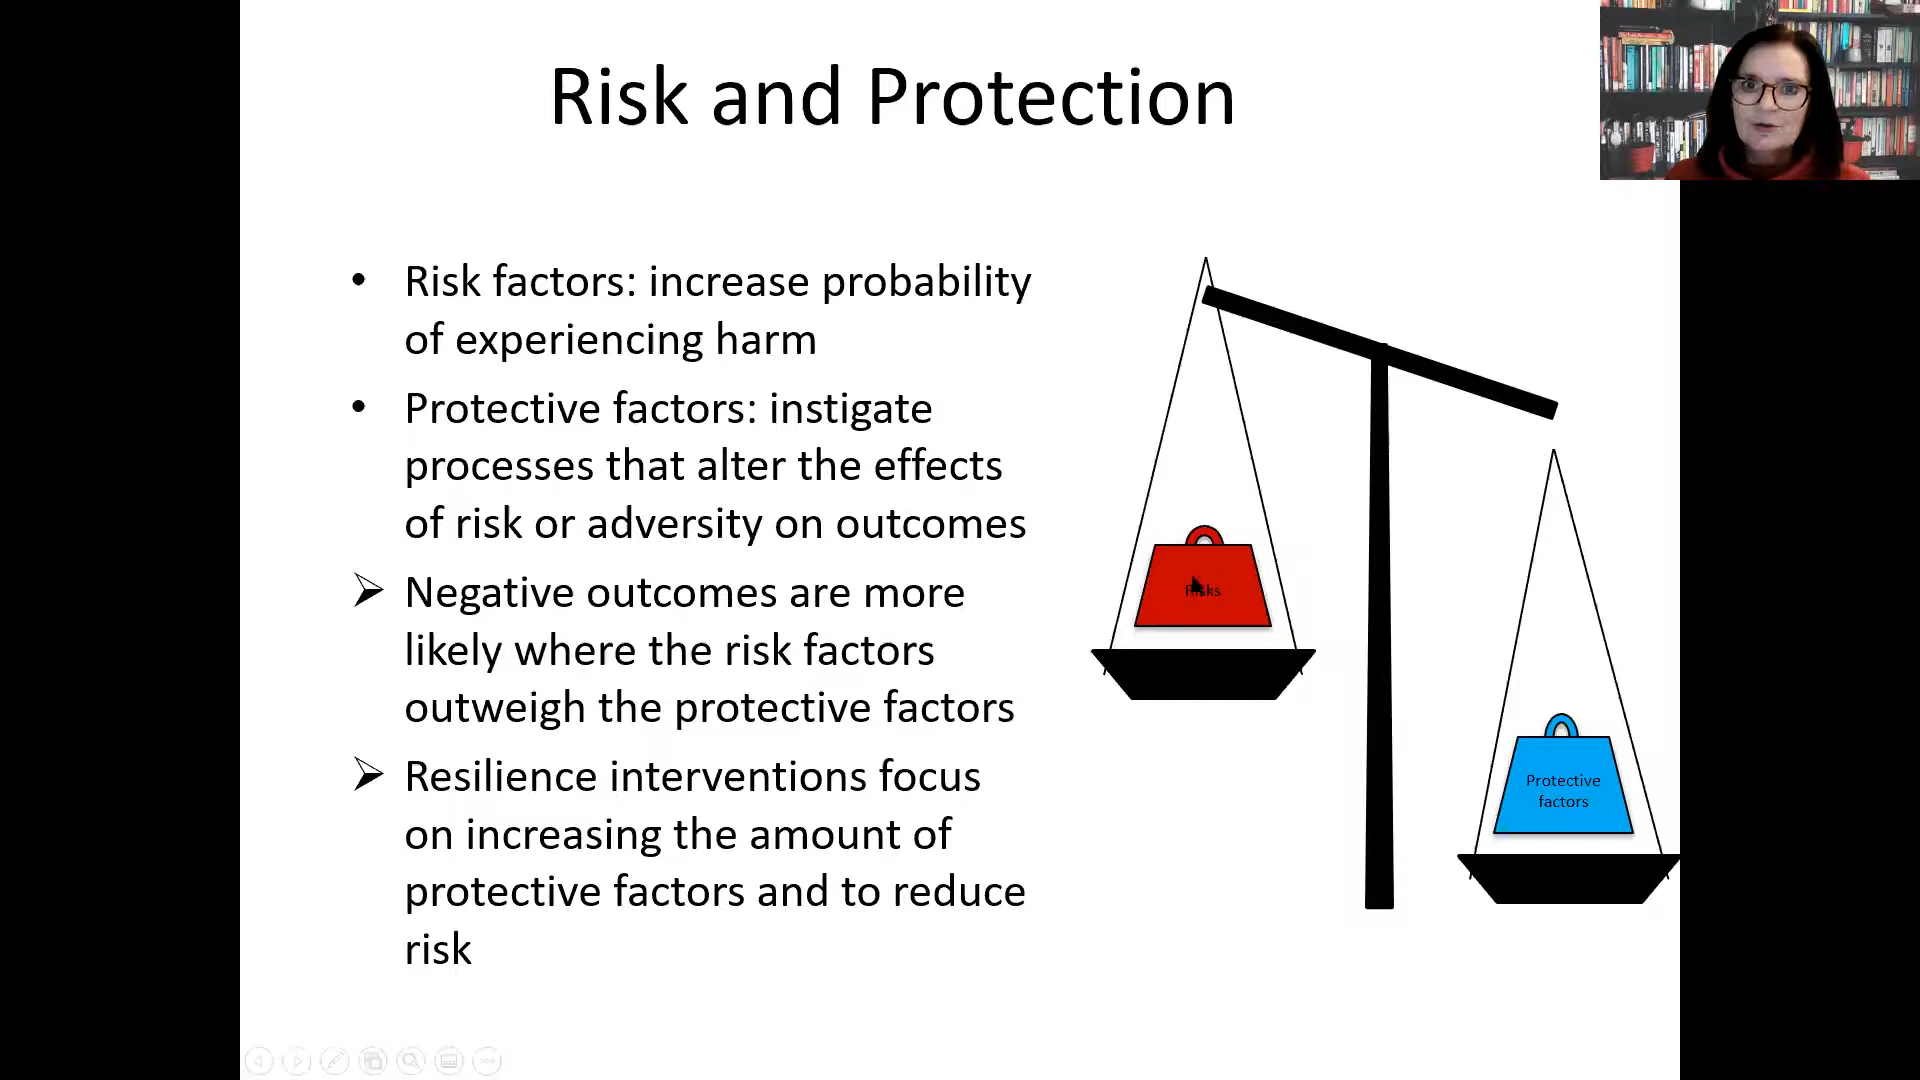 Risk and Protection
• Risk factors: increase probability
of experiencing harm
• Protective factors: instigate
processes that alter the effects
of risk or adversity on outcomes
➢ Negative outcomes are more
likely where the risk factors
outweigh the protective factors
➢ Resilience interventions focus
on increasing the amount of
protective factors and to reduce
risk
Risks
Protective
factors